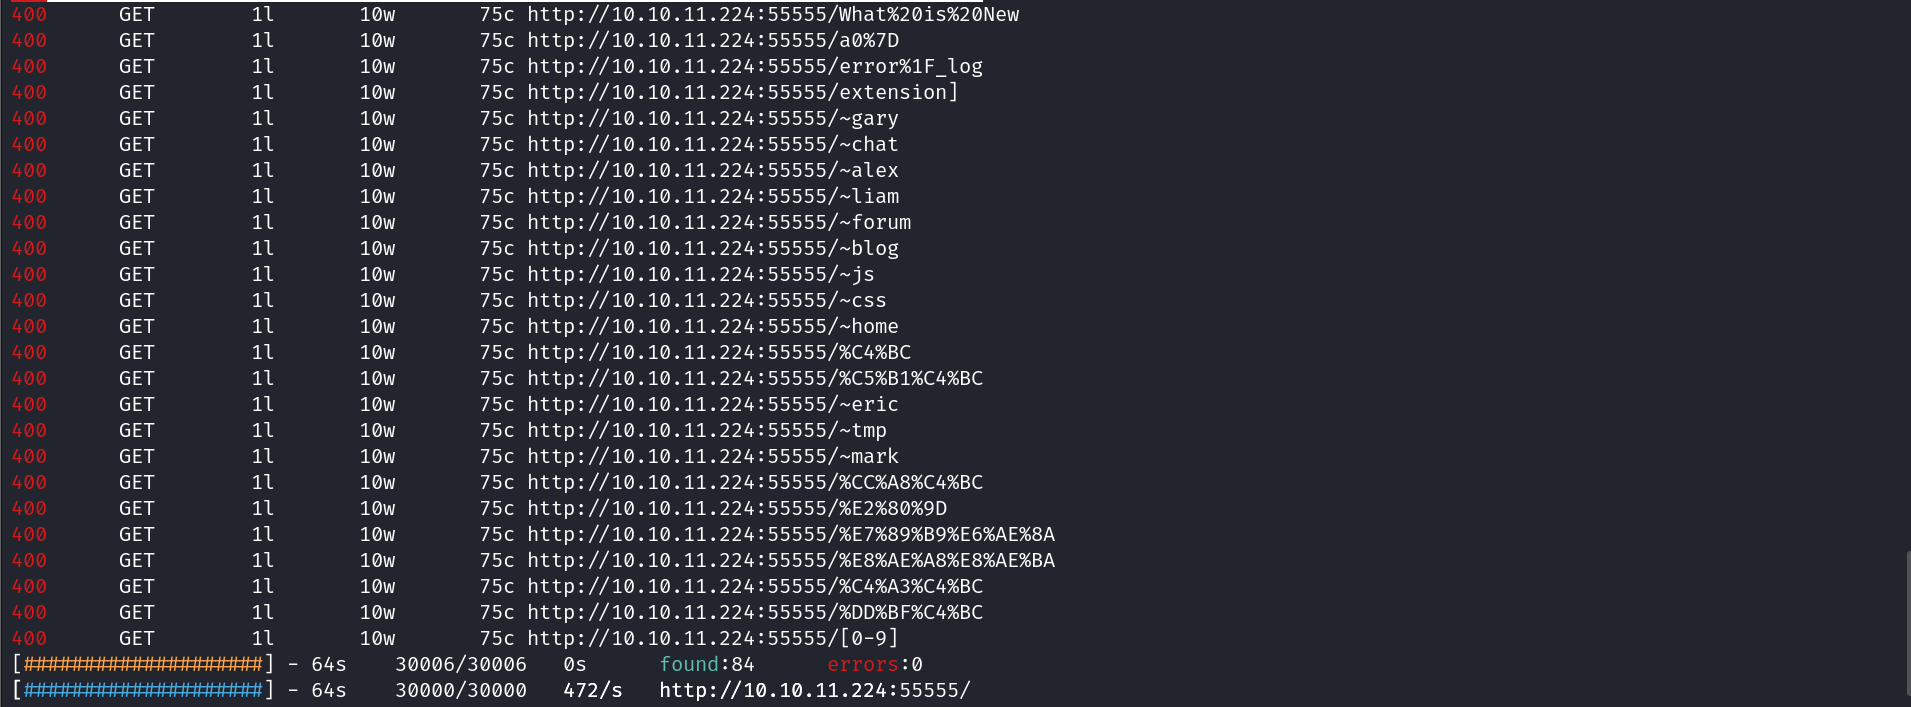 400 GET 1l 10w 75c http://10.10.11.224:55555/What%20is%20New
400 GET 1l 10w 75c http://10.10.11.224:55555/a0%7D
400 GET 1l 10w 75c http://10.10.11.224:55555/error%1F_log
400 GET 1l 10w 75c http://10.10.11.224:55555/extension]
400 GET 1l 10w 75c http://10.10.11.224:55555/~gary
400 GET 1l 10w 75c http://10.10.11.224:55555/~chat
400 GET 1l 10w 75c http://10.10.11.224:55555/~alex
400 GET 1l 10w 75c http://10.10.11.224:55555/~liam
400 GET 1l 10w 75c http://10.10.11.224:55555/~forum
400 GET 1l 10w 75c http://10.10.11.224:55555/~blog
400 GET 1l 10w 75c http://10.10.11.224:55555/~js
400 GET 1l 10w 75c http://10.10.11.224:55555/~css
400 GET 1l 10w 75c http://10.10.11.224:55555/~home
400 GET 1l 10w 75c http://10.10.11.224:55555/%C4%BC
400 GET 1l 10w 75c http://10.10.11.224:55555/%C5%B1%C4%BC
400 GET 1l 10w 75c http://10.10.11.224:55555/~eric
400 GET 1l 10w 75c http://10.10.11.224:55555/~tmp
400 GET 1l 10w 75c http://10.10.11.224:55555/~mark
400 GET 1l 10w 75c http://10.10.11.224:55555/%CC%A8%C4%BC
400 GET 1l 10w 75c http://10.10.11.224:55555/%E2%80%9D
400 GET 1l 10w 75c http://10.10.11.224:55555/%E7%89%B9%E6%AE%8A
400 GET 1l 10w 75c http://10.10.11.224:55555/%E8%AE%A8%E8%AE%BA
400 GET 1l 10w 75c http://10.10.11.224:55555/%C4%A3%C4%BC
400 GET 1l 10w 75c http://10.10.11.224:55555/%DD%BF%C4%BC
400 GET 1l 10w 75c http://10.10.11.224:55555/[0-9]
[####################] - 64s 30006/30006 0s found:84 errors:0
[####################] - 64s 30000/30000 472/s http://10.10.11.224:55555/